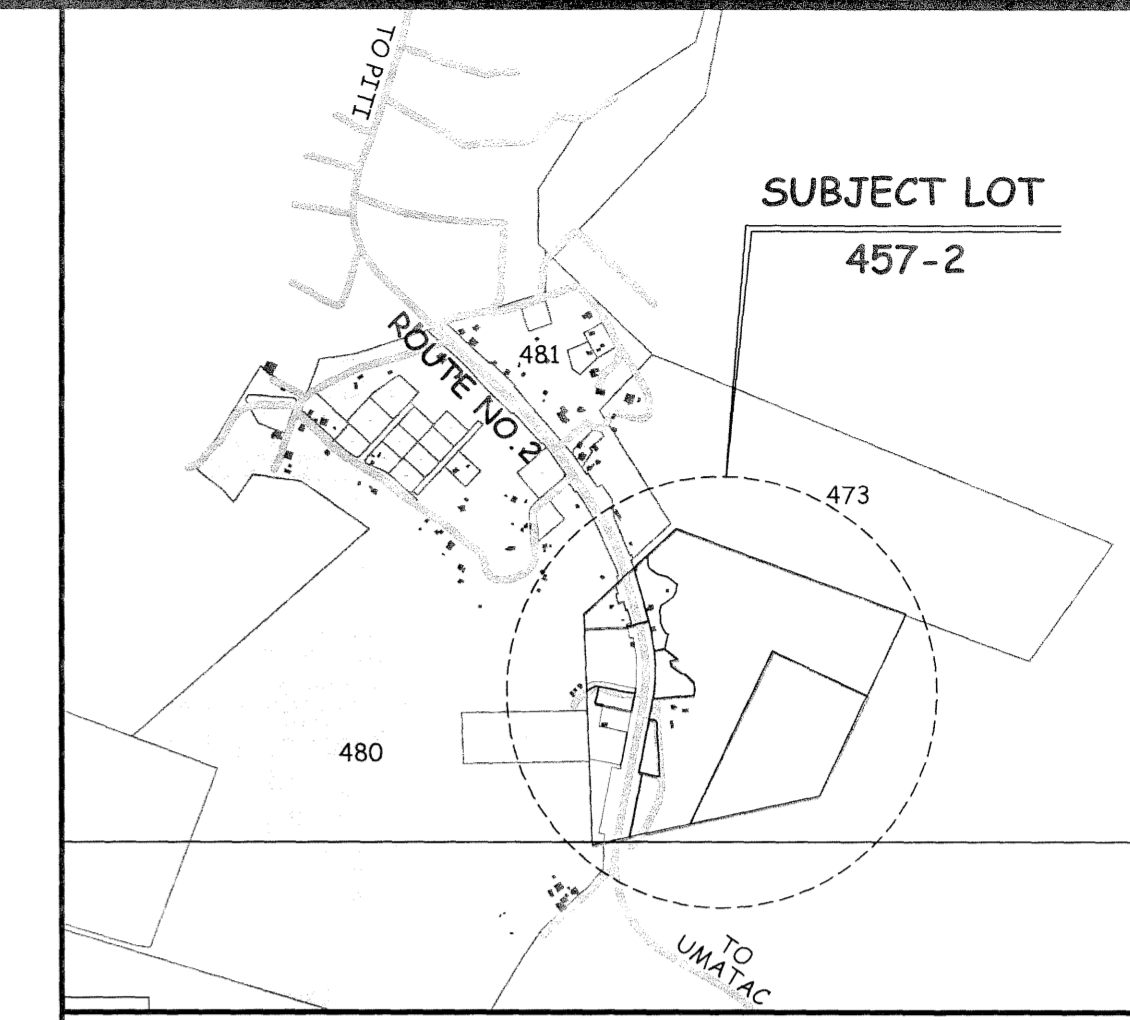 TO PITI
SUBJECT LOT
457-2
ROUTE NO. 2
481
473
480
TO
UMATAC